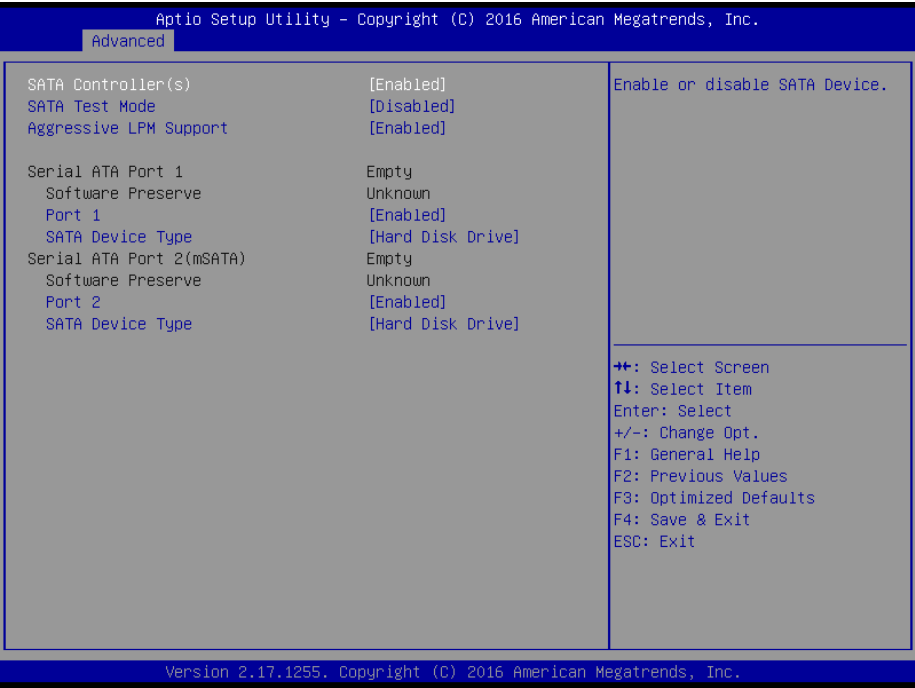 Aptio Setup Utility – Copyright (C) 2016 American Megatrends, Inc.
Advanced
SATA Controller(s) [Enabled]
SATA Test Mode [Disabled]
Aggressive LPM Support [Enabled]
Serial ATA Port 1 Empty
Software Preserve Unknown
Port 1 [Enabled]
SATA Device Type [Hard Disk Drive]
Serial ATA Port 2(mSATA) Empty
Software Preserve Unknown
Port 2 [Enabled]
SATA Device Type [Hard Disk Drive]
Enable or disable SATA Device.
→←: Select Screen
↑↓: Select Item
Enter: Select
+/-: Change Opt.
F1: General Help
F2: Previous Values
F3: Optimized Defaults
F4: Save & Exit
ESC: Exit
Version 2.17.1255. Copyright (C) 2016 American Megatrends, Inc.